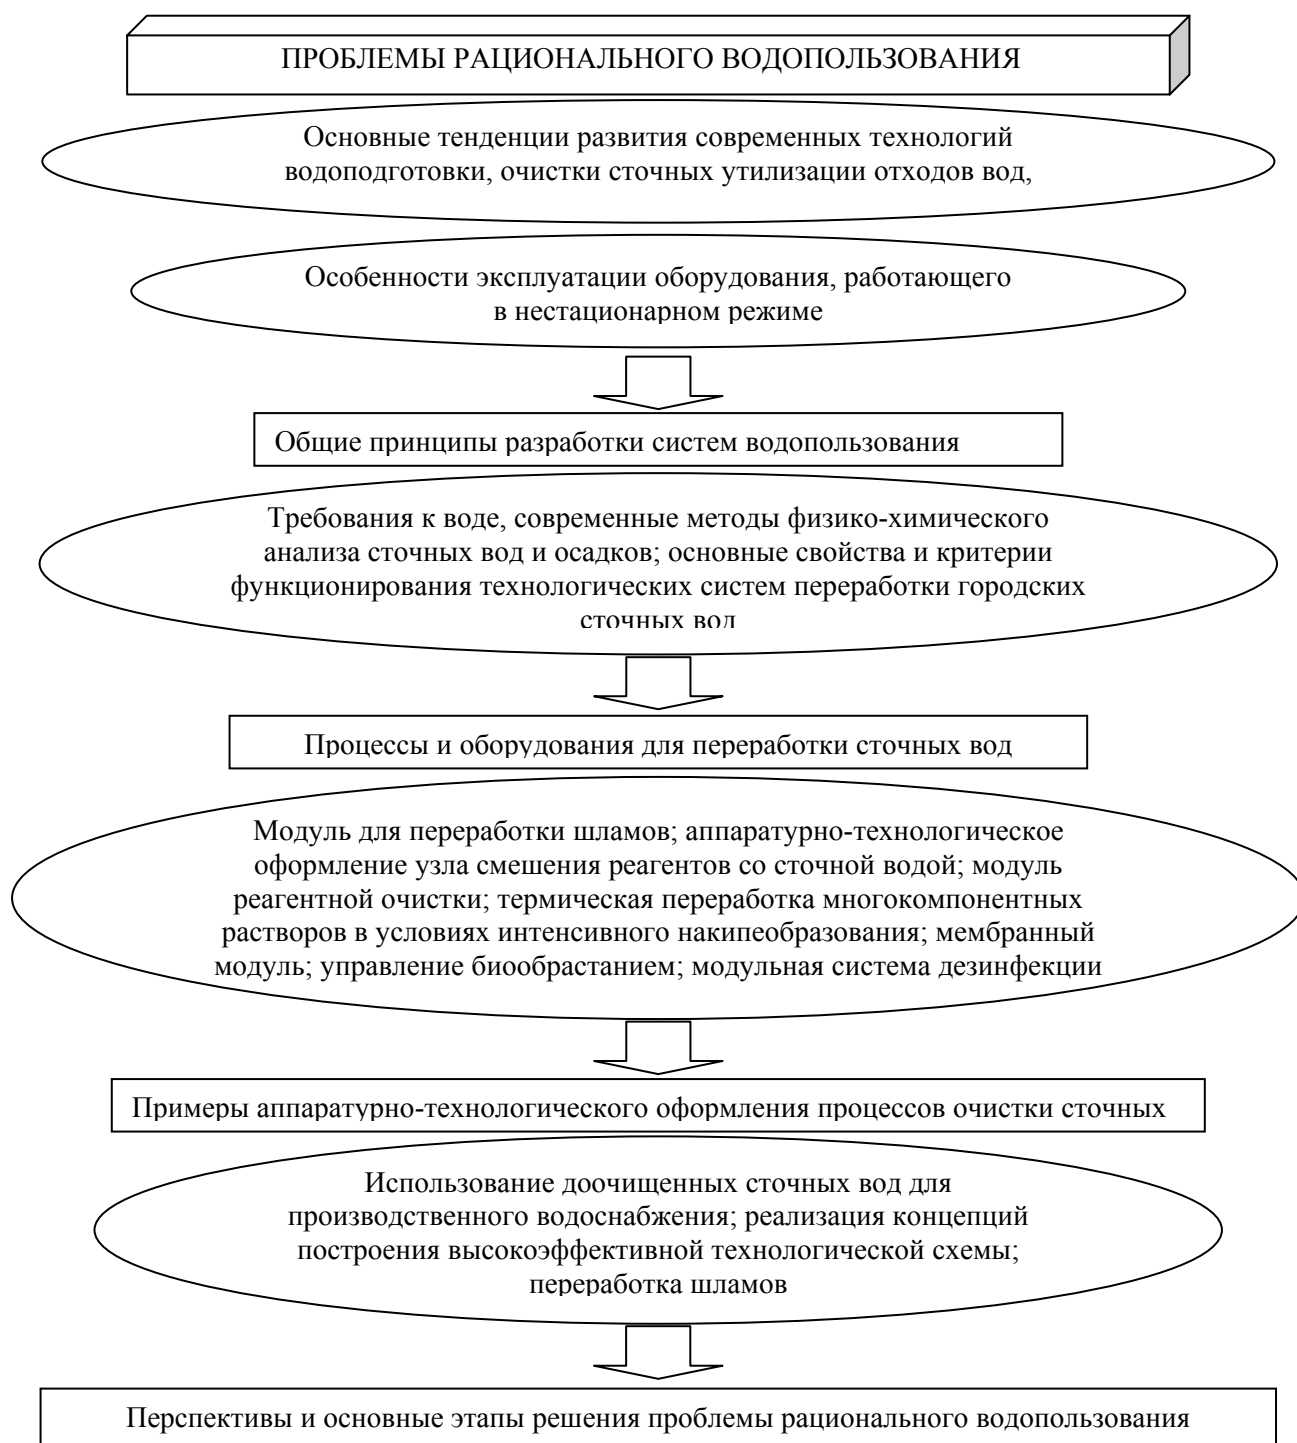 ПРОБЛЕМЫ РАЦИОНАЛЬНОГО ВОДОПОЛЬЗОВАНИЯ
Основные тенденции развития современных технологий
водоподготовки, очистки сточных утилизации отходов вод,
Особенности эксплуатации оборудования, работающего
в нестационарном режиме
Общие принципы разработки систем водопользования
Требования к воде, современные методы физико-химического
анализа сточных вод и осадков; основные свойства и критерии
функционирования технологических систем переработки городских
сточных вод
Процессы и оборудования для переработки сточных вод
Модуль для переработки шламов; аппаратурно-технологическое
оформление узла смешения реагентов со сточной водой; модуль
реагентной очистки; термическая переработка многокомпонентных
растворов в условиях интенсивного накипеобразования; мембранный
модуль; управление биообрастанием; модульная система дезинфекции
Примеры аппаратурно-технологического оформления процессов очистки сточных
Использование доочищенных сточных вод для
производственного водоснабжения; реализация концепций
построения высокоэффективной технологической схемы;
переработка шламов
Перспективы и основные этапы решения проблемы рационального водопользования